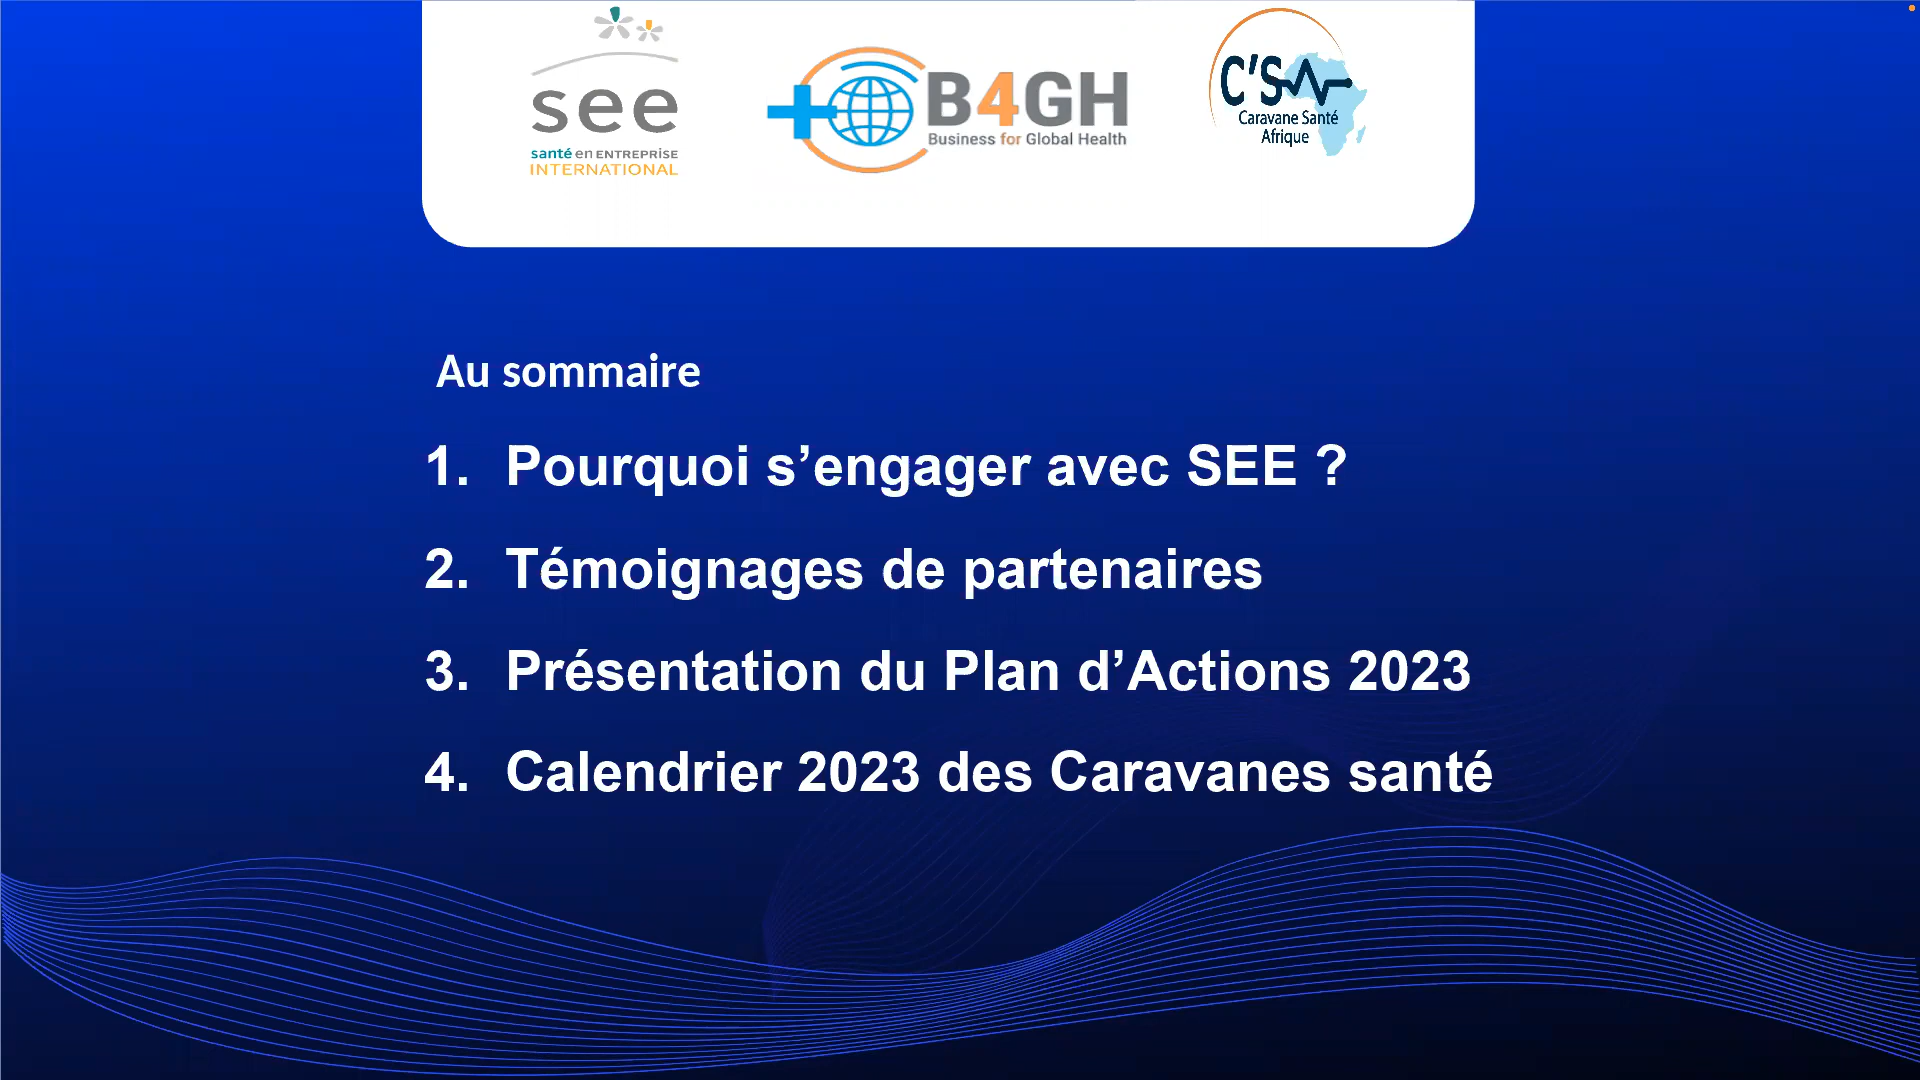 see
santé en ENTREPRISE
INTERNATIONAL
B4GH
Business for Global Health
C'SA
Caravane Santé
Afrique
Au sommaire
1. Pourquoi s’engager avec SEE ?
2. Témoignages de partenaires
3. Présentation du Plan d’Actions 2023
4. Calendrier 2023 des Caravanes santé